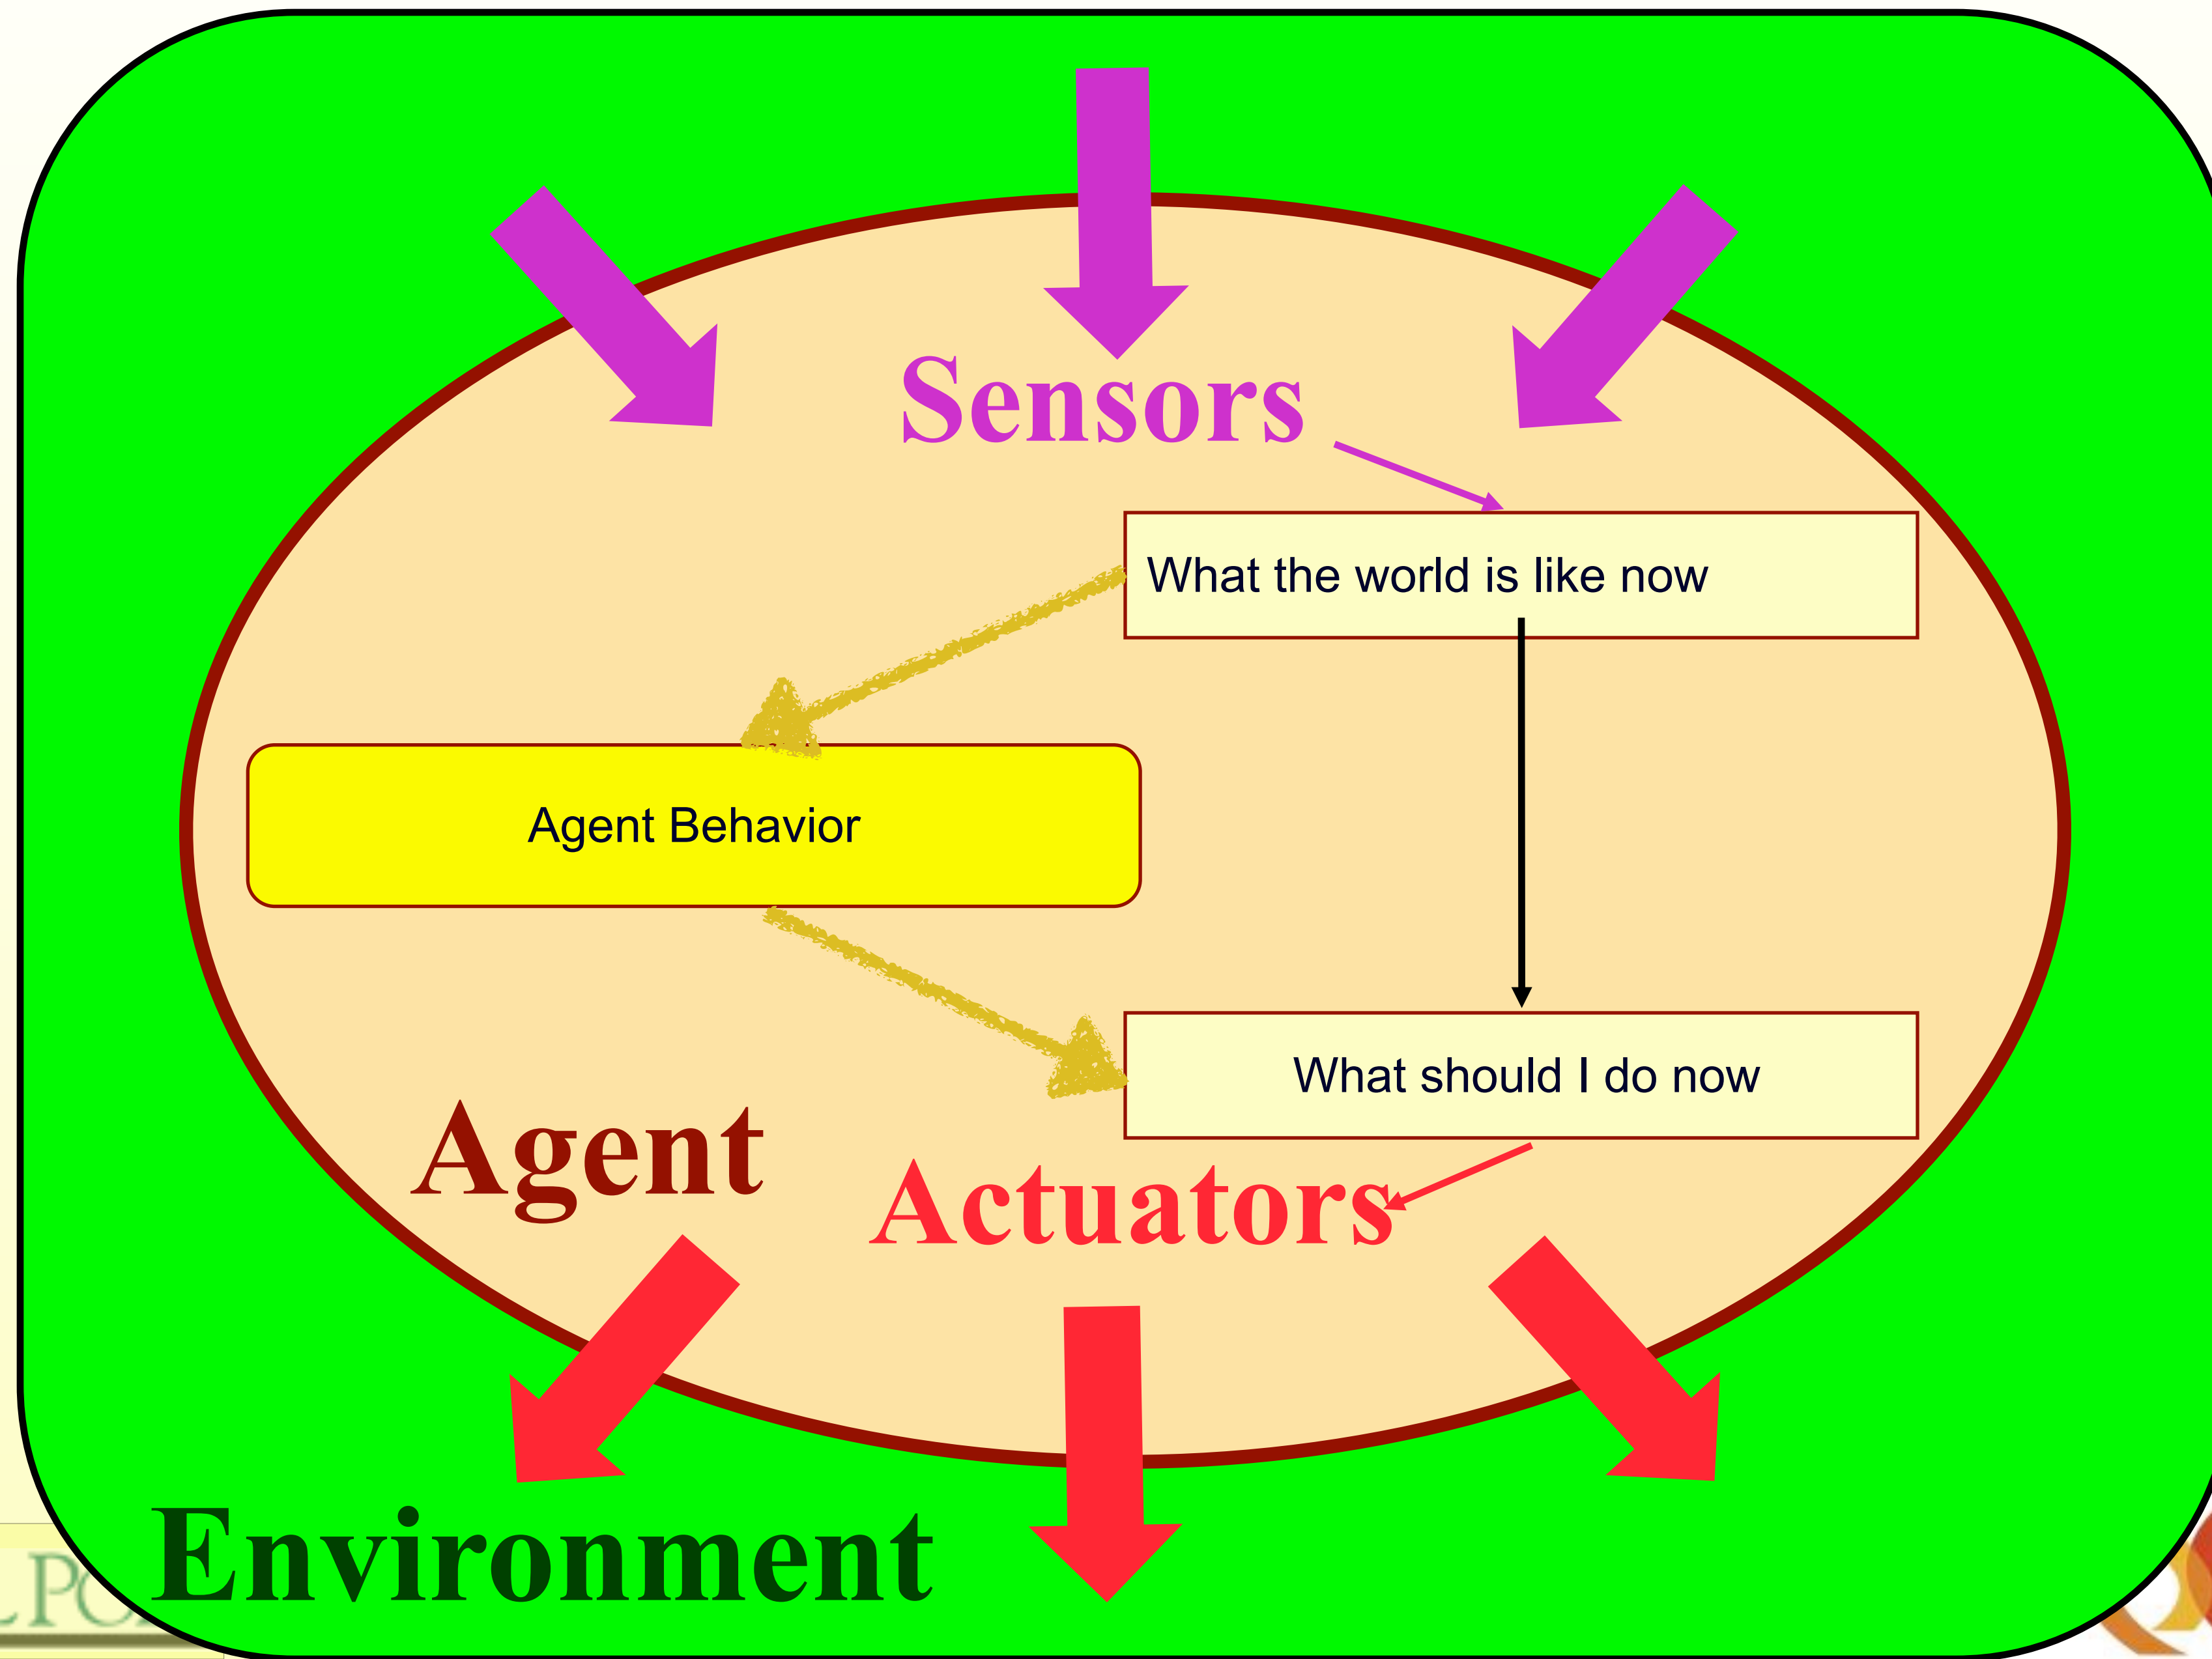 Sensors
What the world is like now
Agent Behavior
What should I do now
Agent
Actuators
Environment